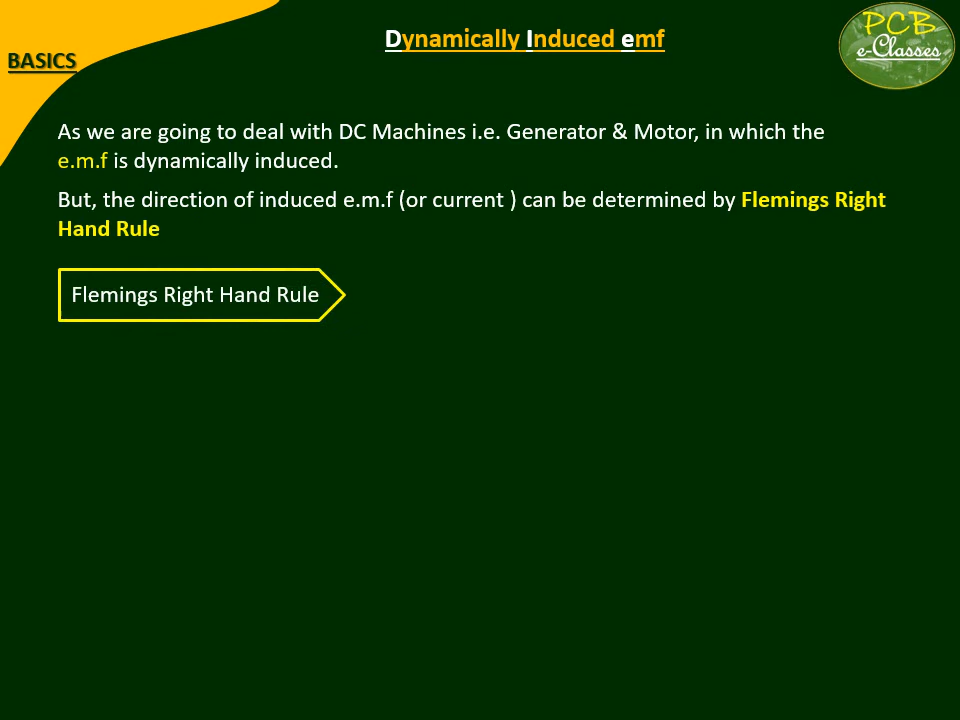 BASICS
Dynamically Induced emf
PCB
e-Classes
As we are going to deal with DC Machines i.e. Generator & Motor, in which the
e.m.f is dynamically induced.
But, the direction of induced e.m.f (or current ) can be determined by Flemings Right
Hand Rule
Flemings Right Hand Rule